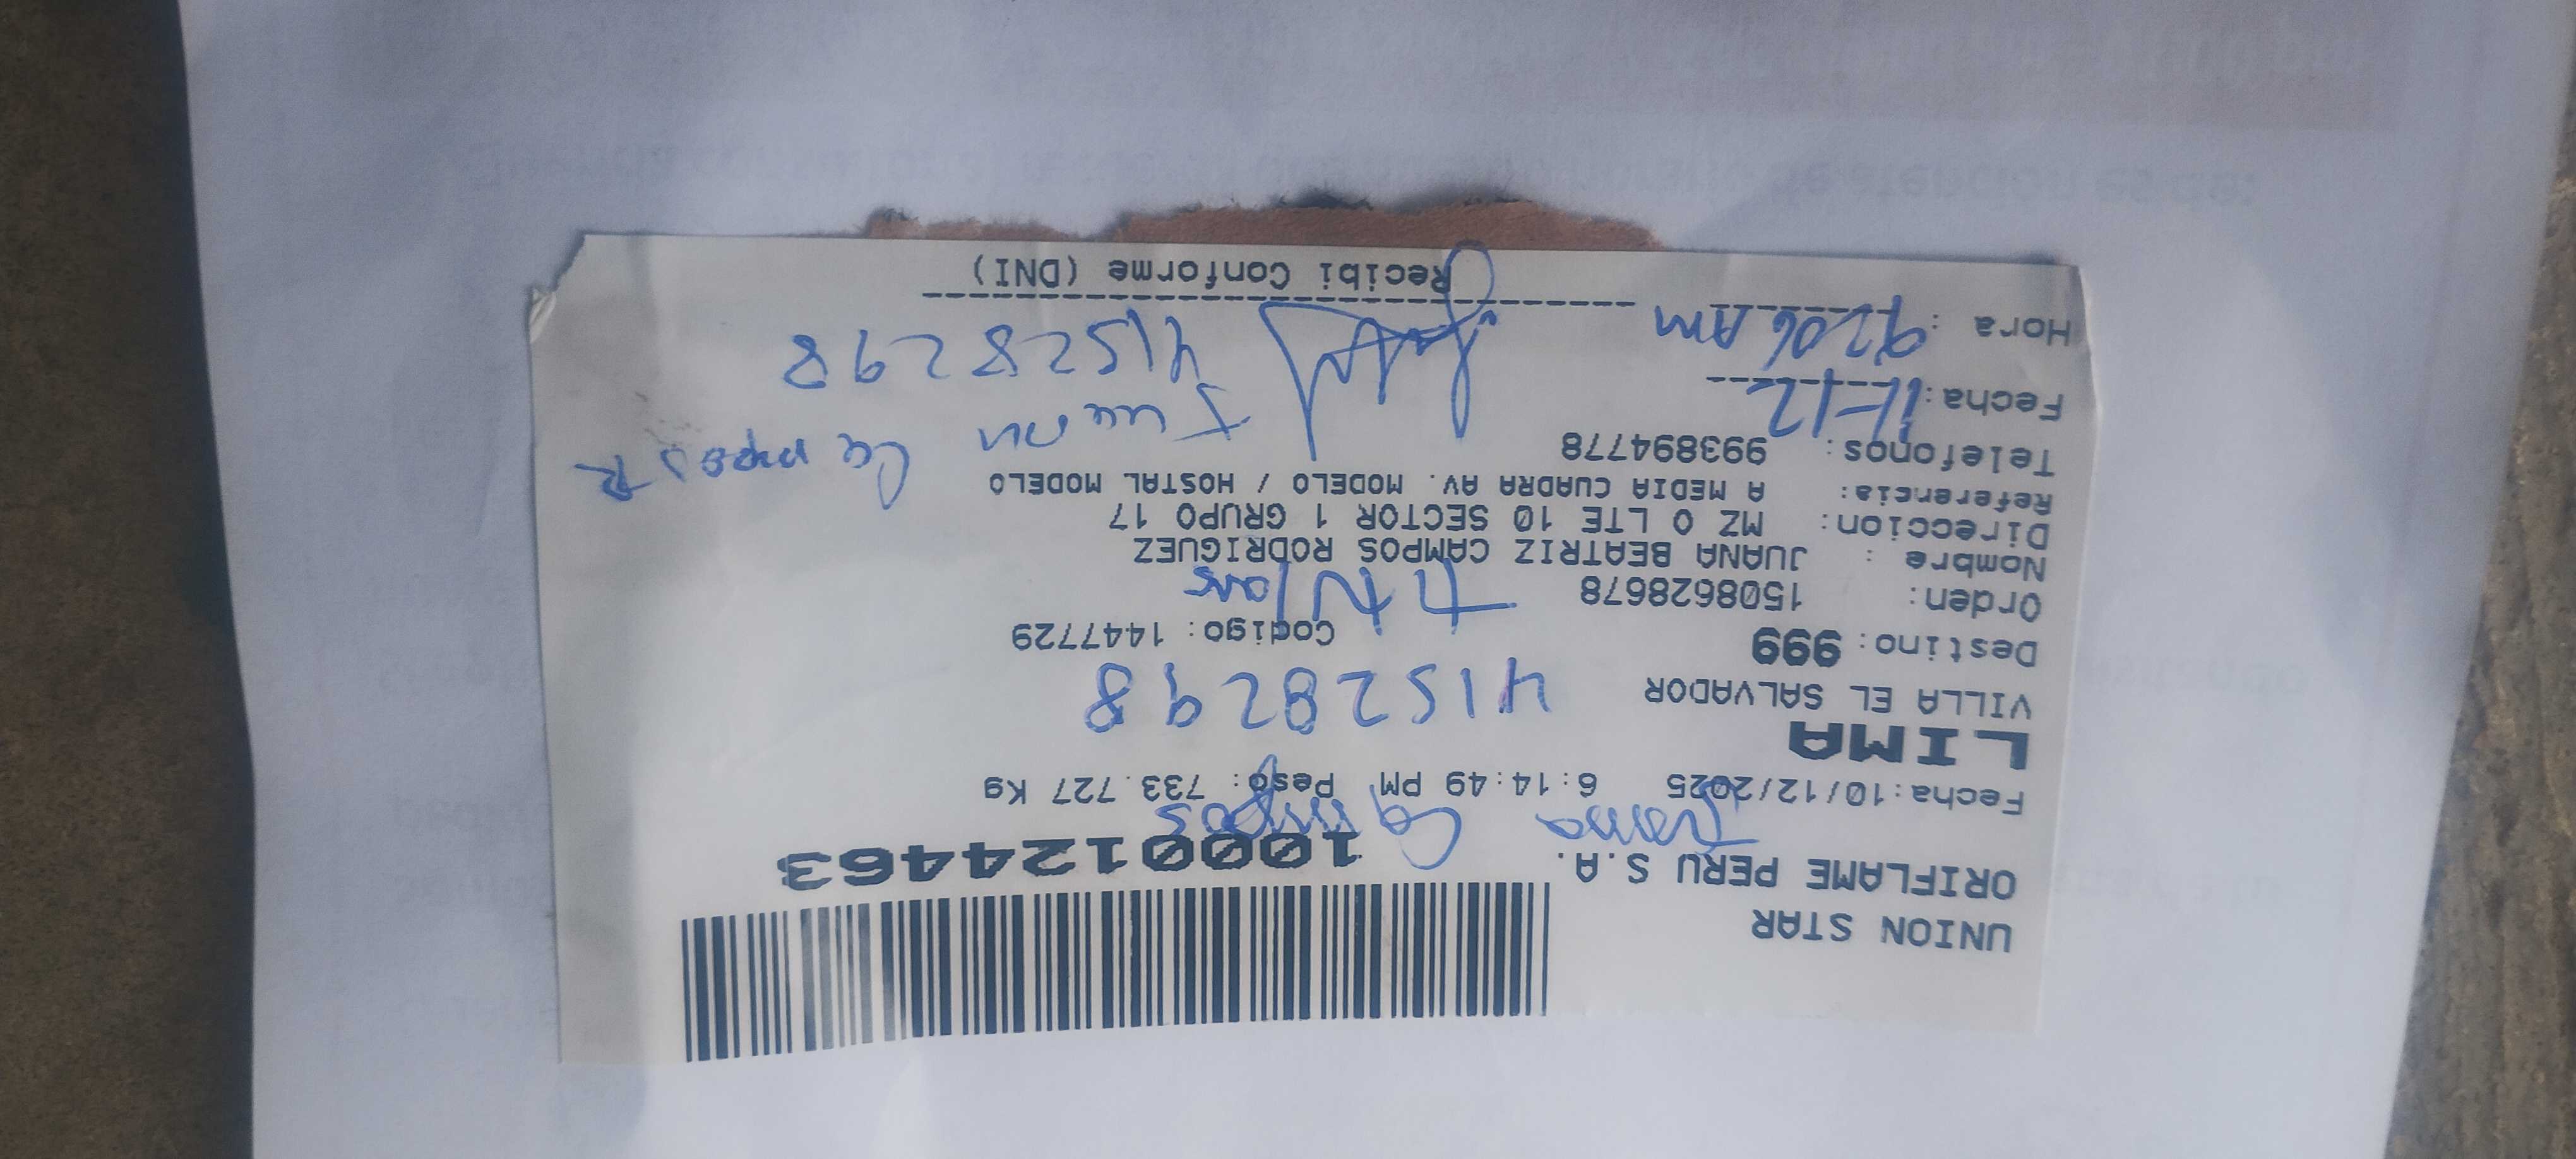 UNION STAR
ORIFLAME PERU S.A.
1000124463
Campos
Fecha:10/12/2025 6:14:49 PM Peso: 733.727 Kg
LIMA
VILLA EL SALVADOR
41528298
Destino: 999 Codigo: 1447729
Orden: 1508628678
Nombre : JUANA BEATRIZ CAMPOS RODRIGUEZ
Direccion: MZ O LTE 10 SECTOR 1 GRUPO 17
Referencia: A MEDIA CUADRA AV. MODELO / HOSTAL MODELO
Telefonos: 993894778
Campos R
Fecha: 11-12
41528298
Hora : 9:06 AM
Recibi Conforme (DNI)